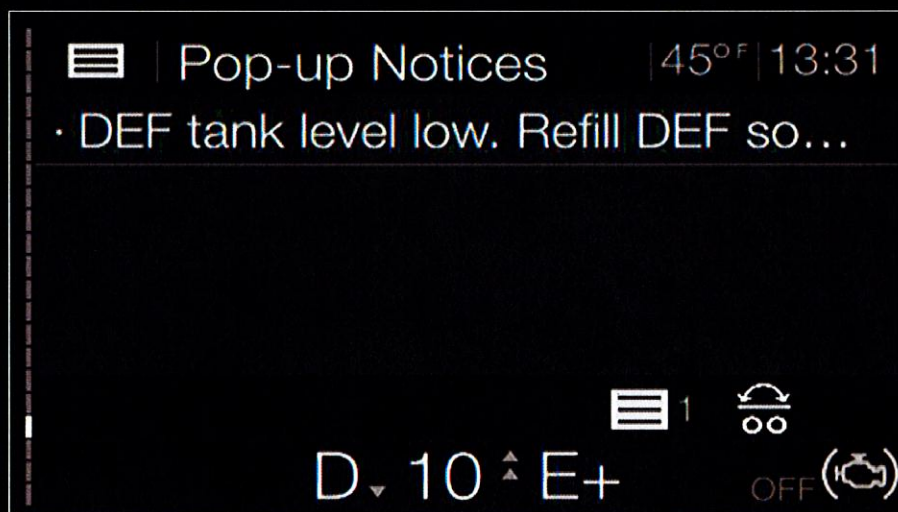 Pop-up Notices 45°F 13:31
· DEF tank level low. Refill DEF so...
1
D 10 E+ OFF